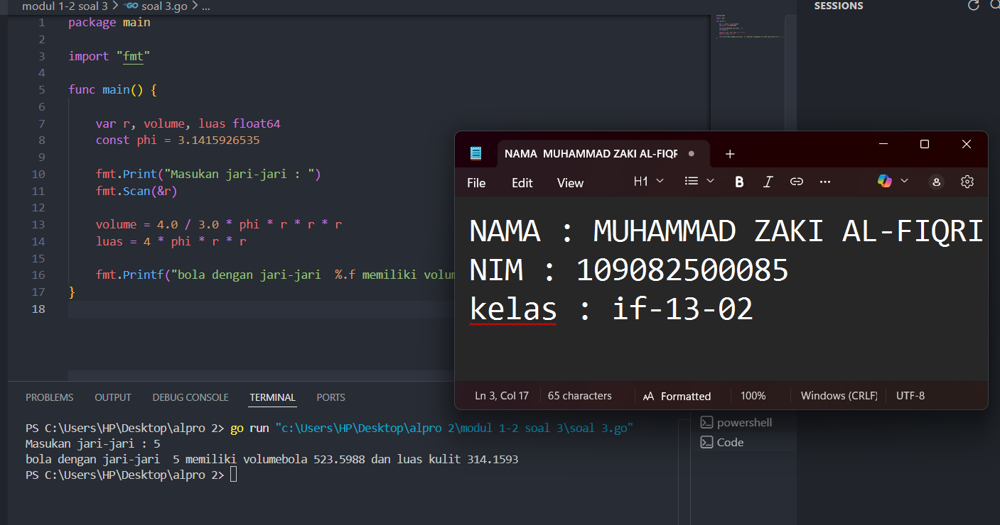 modul 1-2 soal 3 > GO soal 3.go > ...
SESSIONS
1 package main
2
3 import "fmt"
4
5 func main() {
6
7 var r, volume, luas float64
8 const phi = 3.1415926535
9
10 fmt.Print("Masukan jari-jari : ")
11 fmt.Scan(&r)
12
13 volume = 4.0 / 3.0 * phi * r * r * r
14 luas = 4 * phi * r * r
15
16 fmt.Printf("bola dengan jari-jari  %.f memiliki volum
17 }
18
NAMA  MUHAMMAD ZAKI AL-FIQR
File Edit View H1 B I ...
NAMA : MUHAMMAD ZAKI AL-FIQRI
NIM : 109082500085
kelas : if-13-02
Ln 3, Col 17 65 characters AA Formatted 100% Windows (CRLF) UTF-8
PROBLEMS OUTPUT DEBUG CONSOLE TERMINAL PORTS
PS C:\Users\HP\Desktop\alpro 2> go run "c:\Users\HP\Desktop\alpro 2\modul 1-2 soal 3\soal 3.go"
Masukan jari-jari : 5
bola dengan jari-jari  5 memiliki volumebola 523.5988 dan luas kulit 314.1593
PS C:\Users\HP\Desktop\alpro 2>
powershell
Code